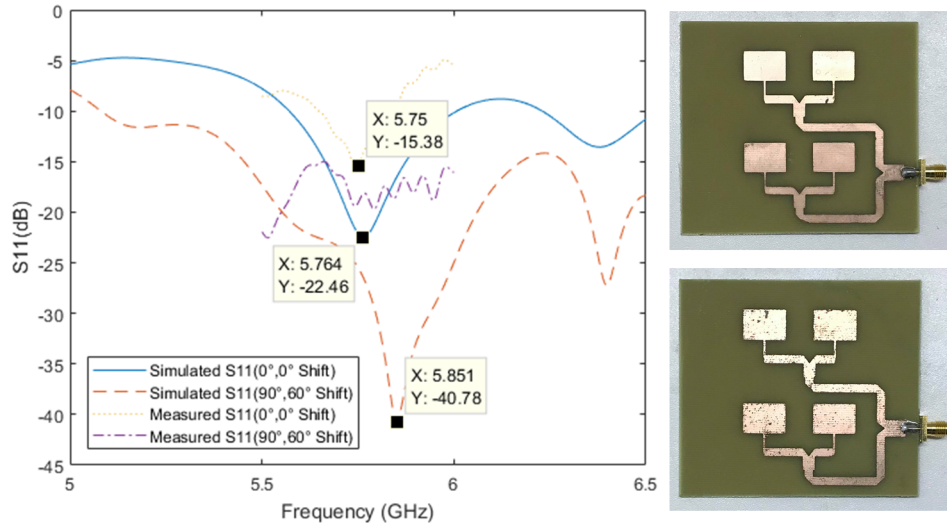 0
-5
-10
-15
-20
-25
-30
-35
-40
-45
S11(dB)
X: 5.75
Y: -15.38
X: 5.764
Y: -22.46
X: 5.851
Y: -40.78
Simulated S11(0°,0° Shift)
Simulated S11(90°,60° Shift)
Measured S11(0°,0° Shift)
Measured S11(90°,60° Shift)
5 5.5 6 6.5
Frequency (GHz)